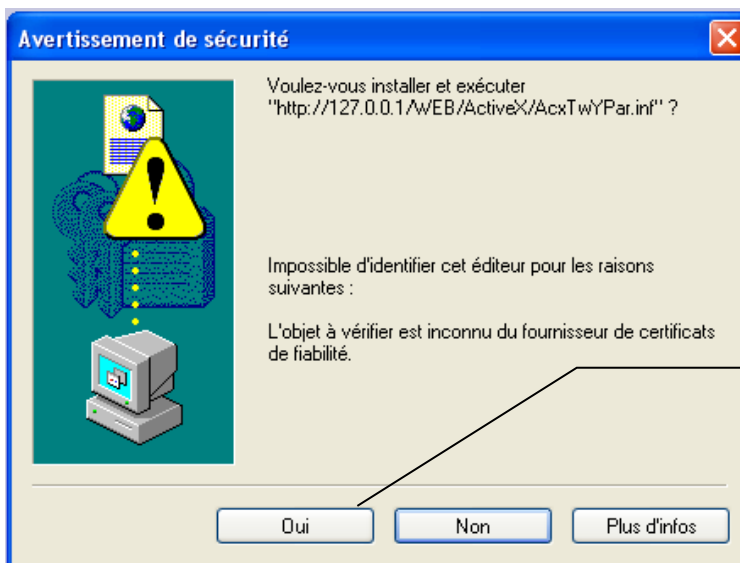 Avertissement de sécurité
Voulez-vous installer et exécuter
"http://127.0.0.1/WEB/ActiveX/AcxTwYPar.inf" ?
Impossible d'identifier cet éditeur pour les raisons
suivantes :
L'objet à vérifier est inconnu du fournisseur de certificats
de fiabilité.
Oui
Non
Plus d'infos